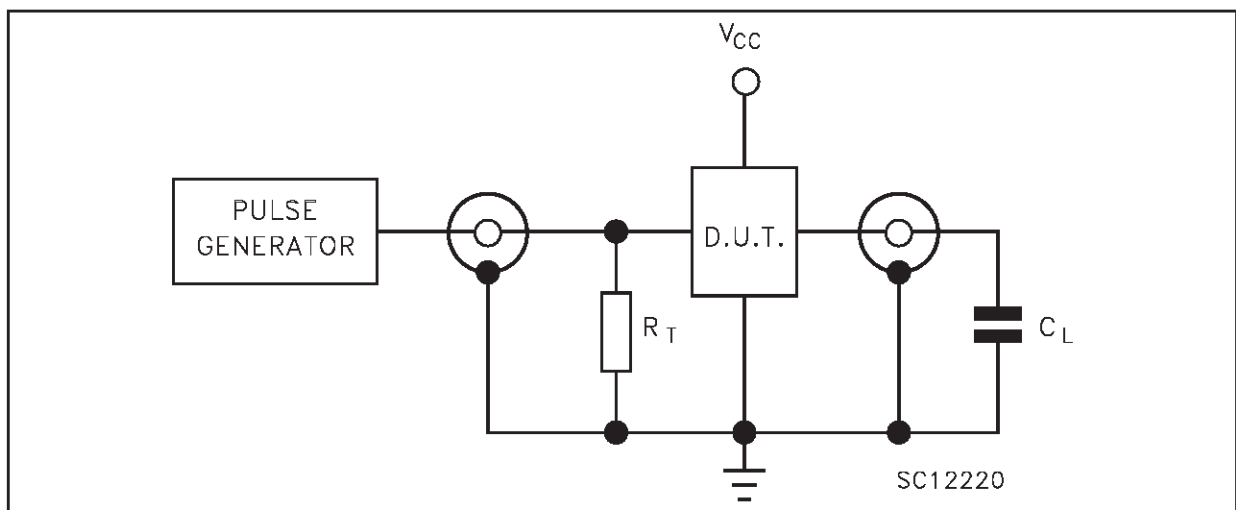 VCC
PULSE
GENERATOR
D.U.T.
RT
CL
SC12220